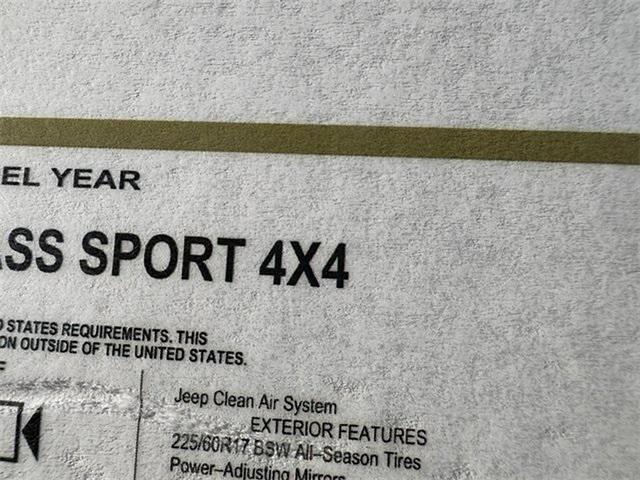 EL YEAR
ASS SPORT 4X4
D STATES REQUIREMENTS. THIS
ON OUTSIDE OF THE UNITED STATES.
F
Jeep Clean Air System
EXTERIOR FEATURES
225/60R17 BSW All–Season Tires
Power–Adjusting Mirrors